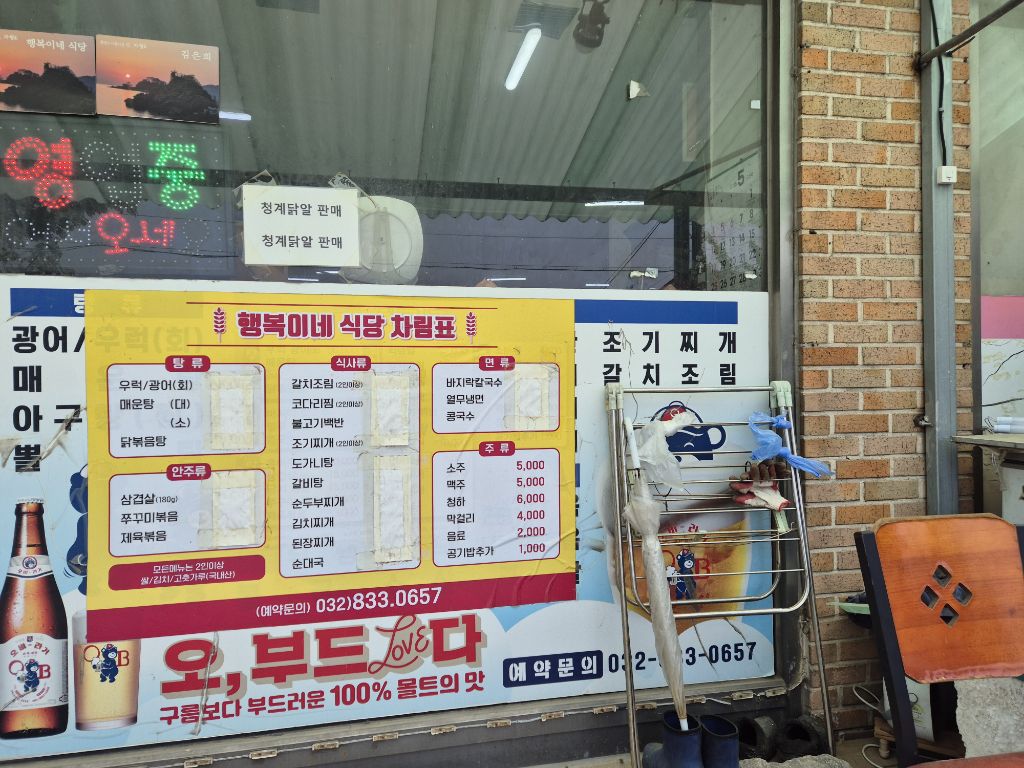 행복이네 식당
김은희
영업중
오네
청계닭알 판매
청계닭알 판매
5
탕 류
광어/우럭(회)
매
아구
뽈
조기찌개
갈치조림
행복이네 식당 차림표
탕 류
우럭/광어(회)
매운탕 (대)
(소)
닭볶음탕
안주류
삼겹살(180g)
쭈꾸미볶음
제육볶음
모든메뉴는 2인이상
쌀/김치/고춧가루(국내산)
식사류
갈치조림(2인이상)
코다리찜(2인이상)
불고기백반
조기찌개(2인이상)
도가니탕
갈비탕
순두부찌개
김치찌개
된장찌개
순대국
면 류
바지락칼국수
열무냉면
콩국수
주 류
소주 5,000
맥주 5,000
청하 6,000
막걸리 4,000
음료 2,000
공기밥추가 1,000
(예약문의) 032)833.0657
오, 부드LOVE다
구름보다 부드러운 100% 몰트의 맛
예약문의 032-833-0657
오비라거
OB
OB